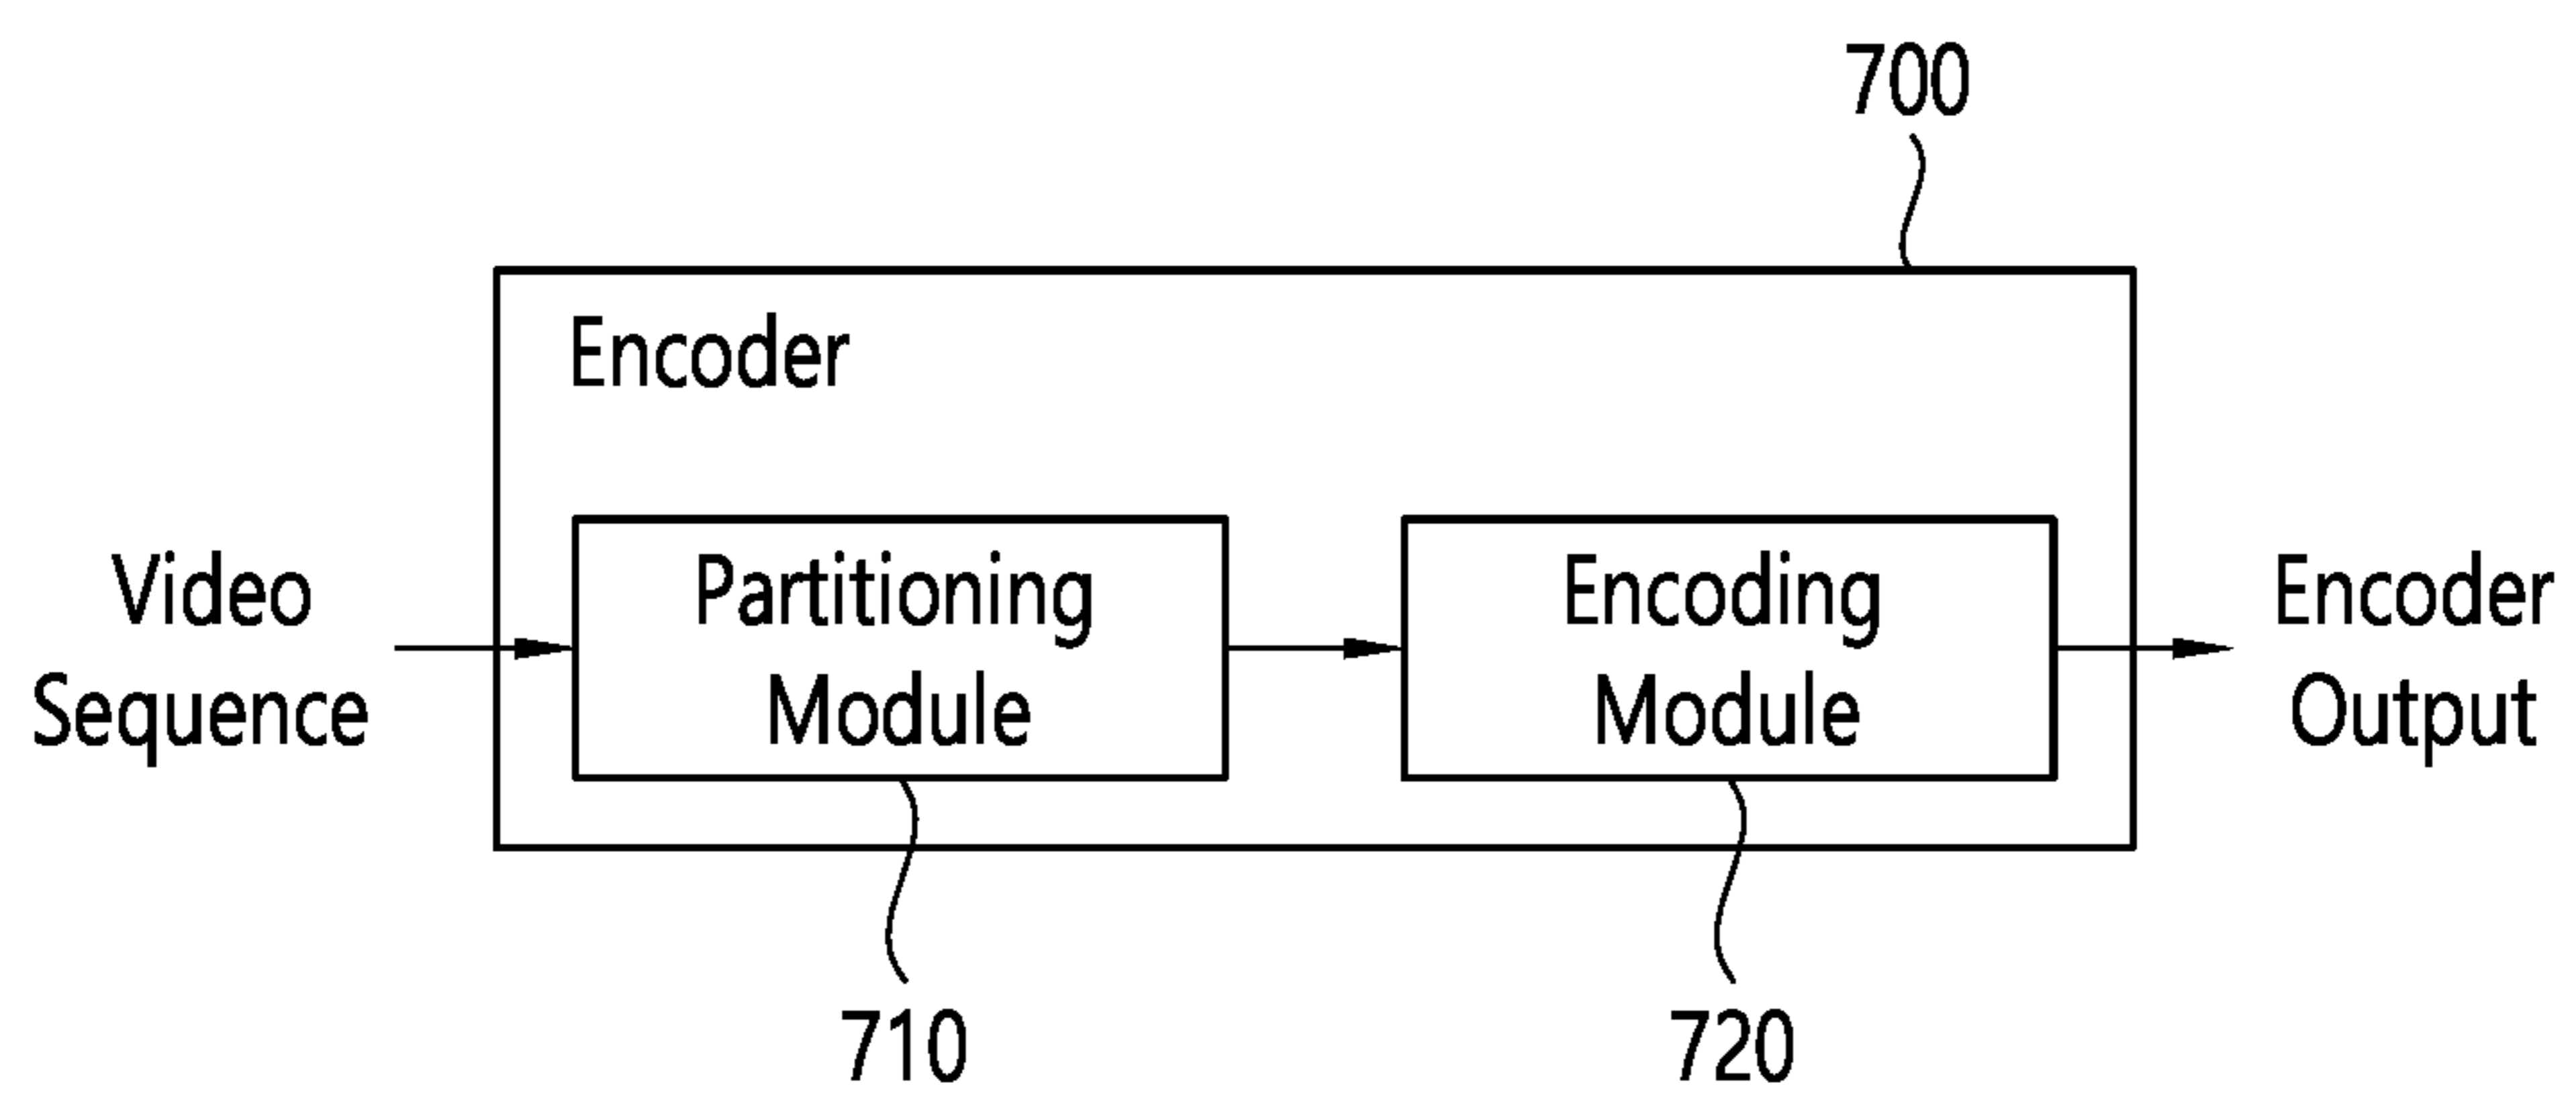 700
Encoder
Video
Sequence
Partitioning
Module
Encoding
Module
Encoder
Output
710
720